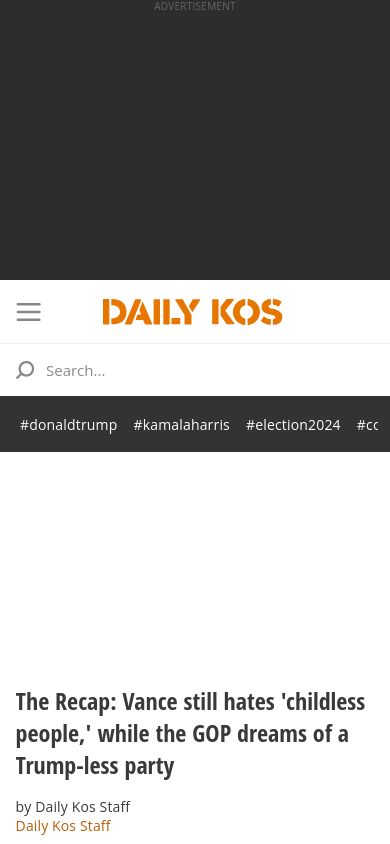 ADVERTISEMENT
DAILY KOS
Search...
#donaldtrump #kamalaharris #election2024
The Recap: Vance still hates 'childless
people,' while the GOP dreams of a
Trump-less party
by Daily Kos Staff
Daily Kos Staff